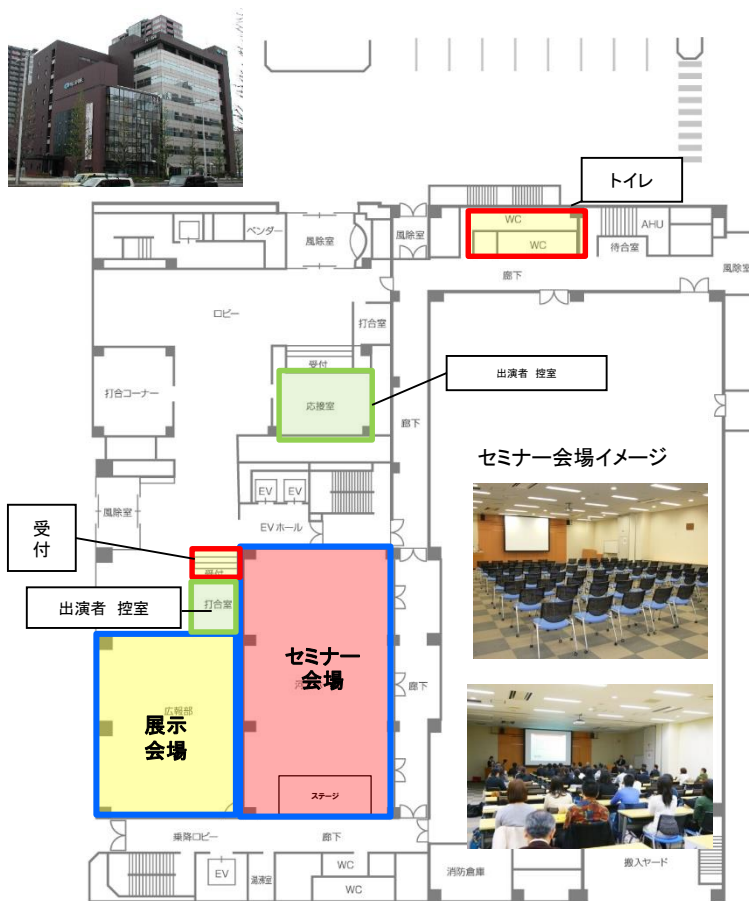 トイレ
WC
WC
AHU
待合室
風除室
ベンダー
風除室
風除室
廊下
ロビー
打合室
受付
応接室
出演者 控室
打合コーナー
廊下
セミナー会場イメージ
EV
EV
EVホール
風除室
受
付
受付
打合室
出演者 控室
セミナー
会場
廊下
広報部
展示
会場
ステージ
乗降ロビー
廊下
EV
湯沸室
WC
WC
消防倉庫
搬入ヤード